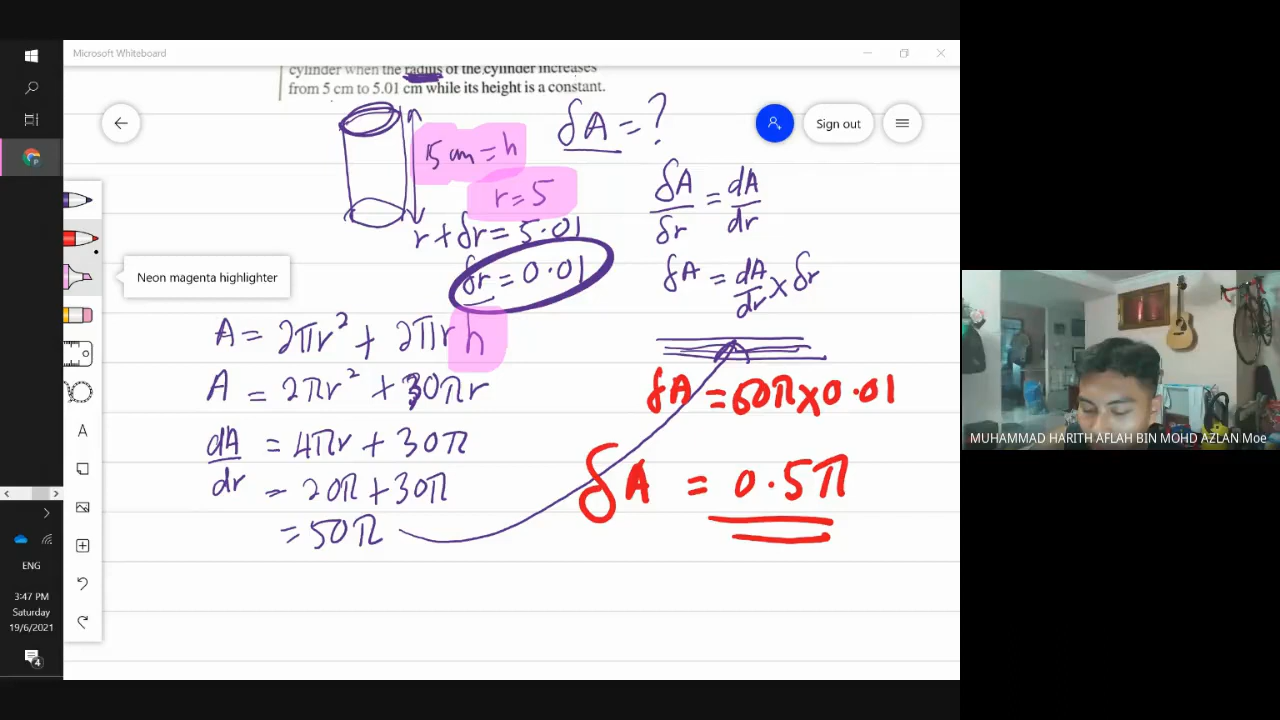 Microsoft Whiteboard
cylinder when the radius of the cylinder increases
from 5 cm to 5.01 cm while its height is a constant.
Sign out
15 cm = h
r = 5
r + δr = 5.01
δr = 0.01
δA = ?
δA/δr = dA/dr
δA = dA/dr × δr
Neon magenta highlighter
A = 2πr² + 2πrh
A = 2πr² + 30πr
dA/dr = 4πr + 30π
= 20π + 30π
= 50π
δA = 50π × 0.01
δA = 0.5π
A
ENG
3:47 PM
Saturday
19/6/2021
4
MUHAMMAD HARITH AFLAH BIN MOHD AZLAN Moe